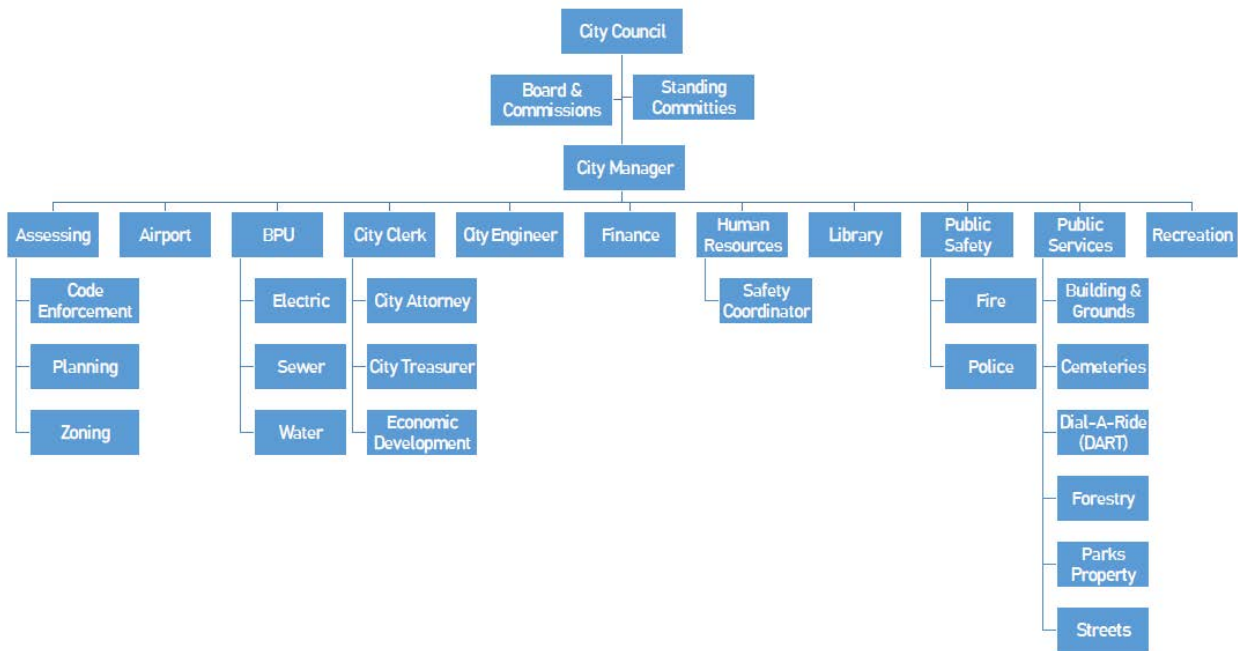 City Council
Board &
Commissions
Standing
Committies
City Manager
Assessing
Airport
BPU
City Clerk
City Engineer
Finance
Human
Resources
Library
Public
Safety
Public
Services
Recreation
Code
Enforcement
Planning
Zoning
Electric
Sewer
Water
City Attorney
City Treasurer
Economic
Development
Safety
Coordinator
Fire
Police
Building &
Grounds
Cemeteries
Dial-A-Ride
(DART)
Forestry
Parks
Property
Streets